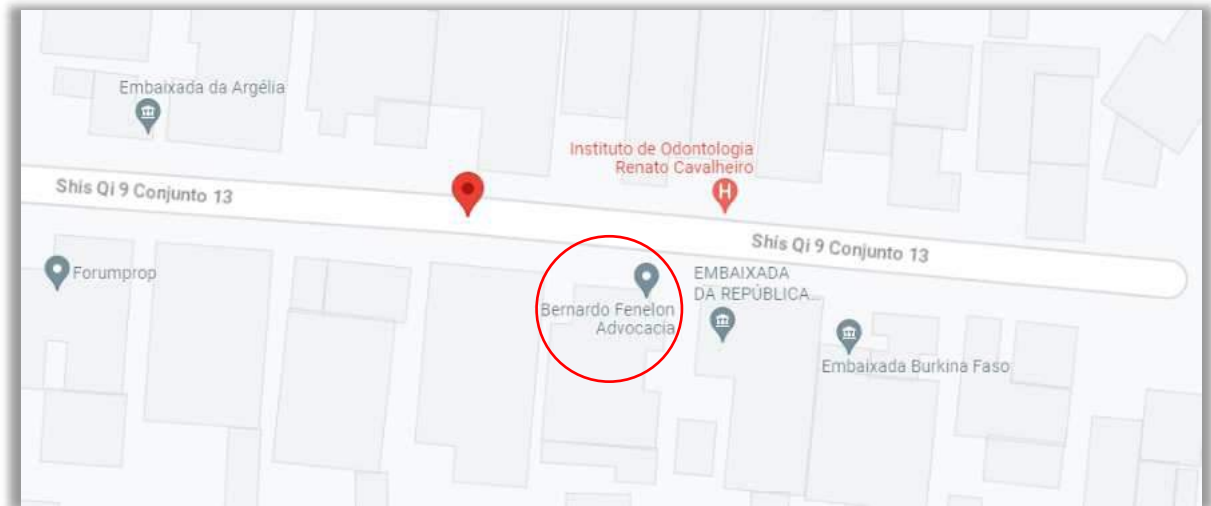 Embaixada da Argélia
Instituto de Odontologia
Renato Cavalheiro
Shis Qi 9 Conjunto 13
Shis Qi 9 Conjunto 13
Forumprop
EMBAIXADA
DA REPÚBLICA...
Bernardo Fenelon
Advocacia
Embaixada Burkina Faso